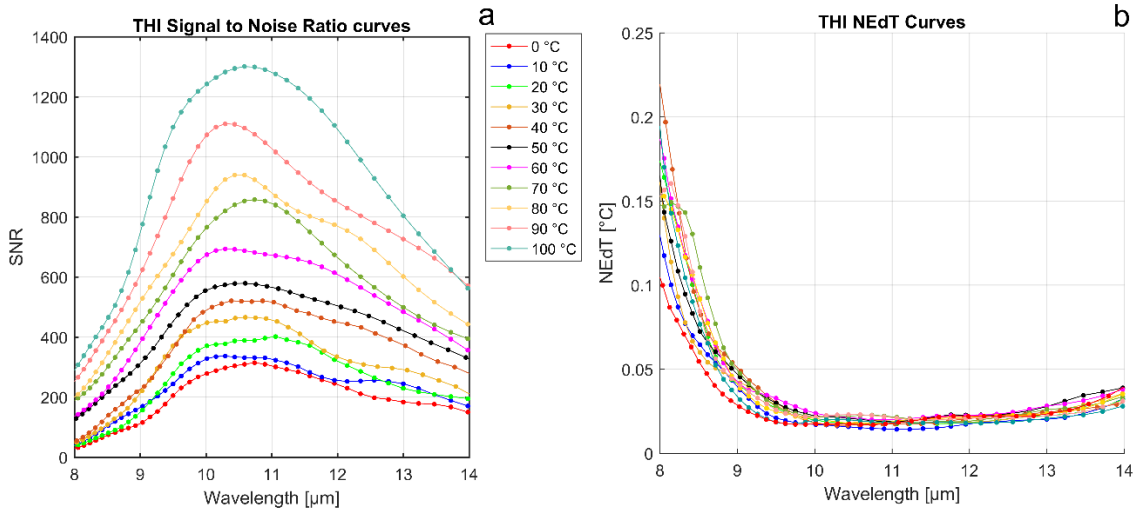 THI Signal to Noise Ratio curves
a
SNR
1400
1200
1000
800
600
400
200
0
8
9
10
11
12
13
14
Wavelength [µm]
0 °C
10 °C
20 °C
30 °C
40 °C
50 °C
60 °C
70 °C
80 °C
90 °C
100 °C
THI NEdT Curves
b
NEdT [°C]
0.25
0.2
0.15
0.1
0.05
0
8
9
10
11
12
13
14
Wavelength [µm]